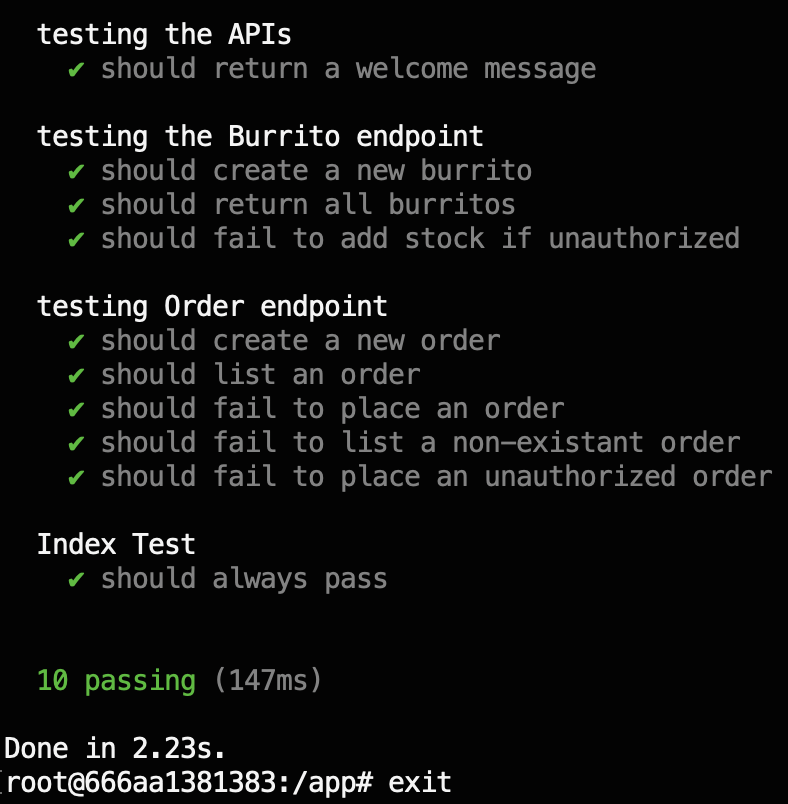 testing the APIs
✔ should return a welcome message
testing the Burrito endpoint
✔ should create a new burrito
✔ should return all burritos
✔ should fail to add stock if unauthorized
testing Order endpoint
✔ should create a new order
✔ should list an order
✔ should fail to place an order
✔ should fail to list a non-existant order
✔ should fail to place an unauthorized order
Index Test
✔ should always pass
10 passing (147ms)
Done in 2.23s.
[root@666aa1381383:/app# exit